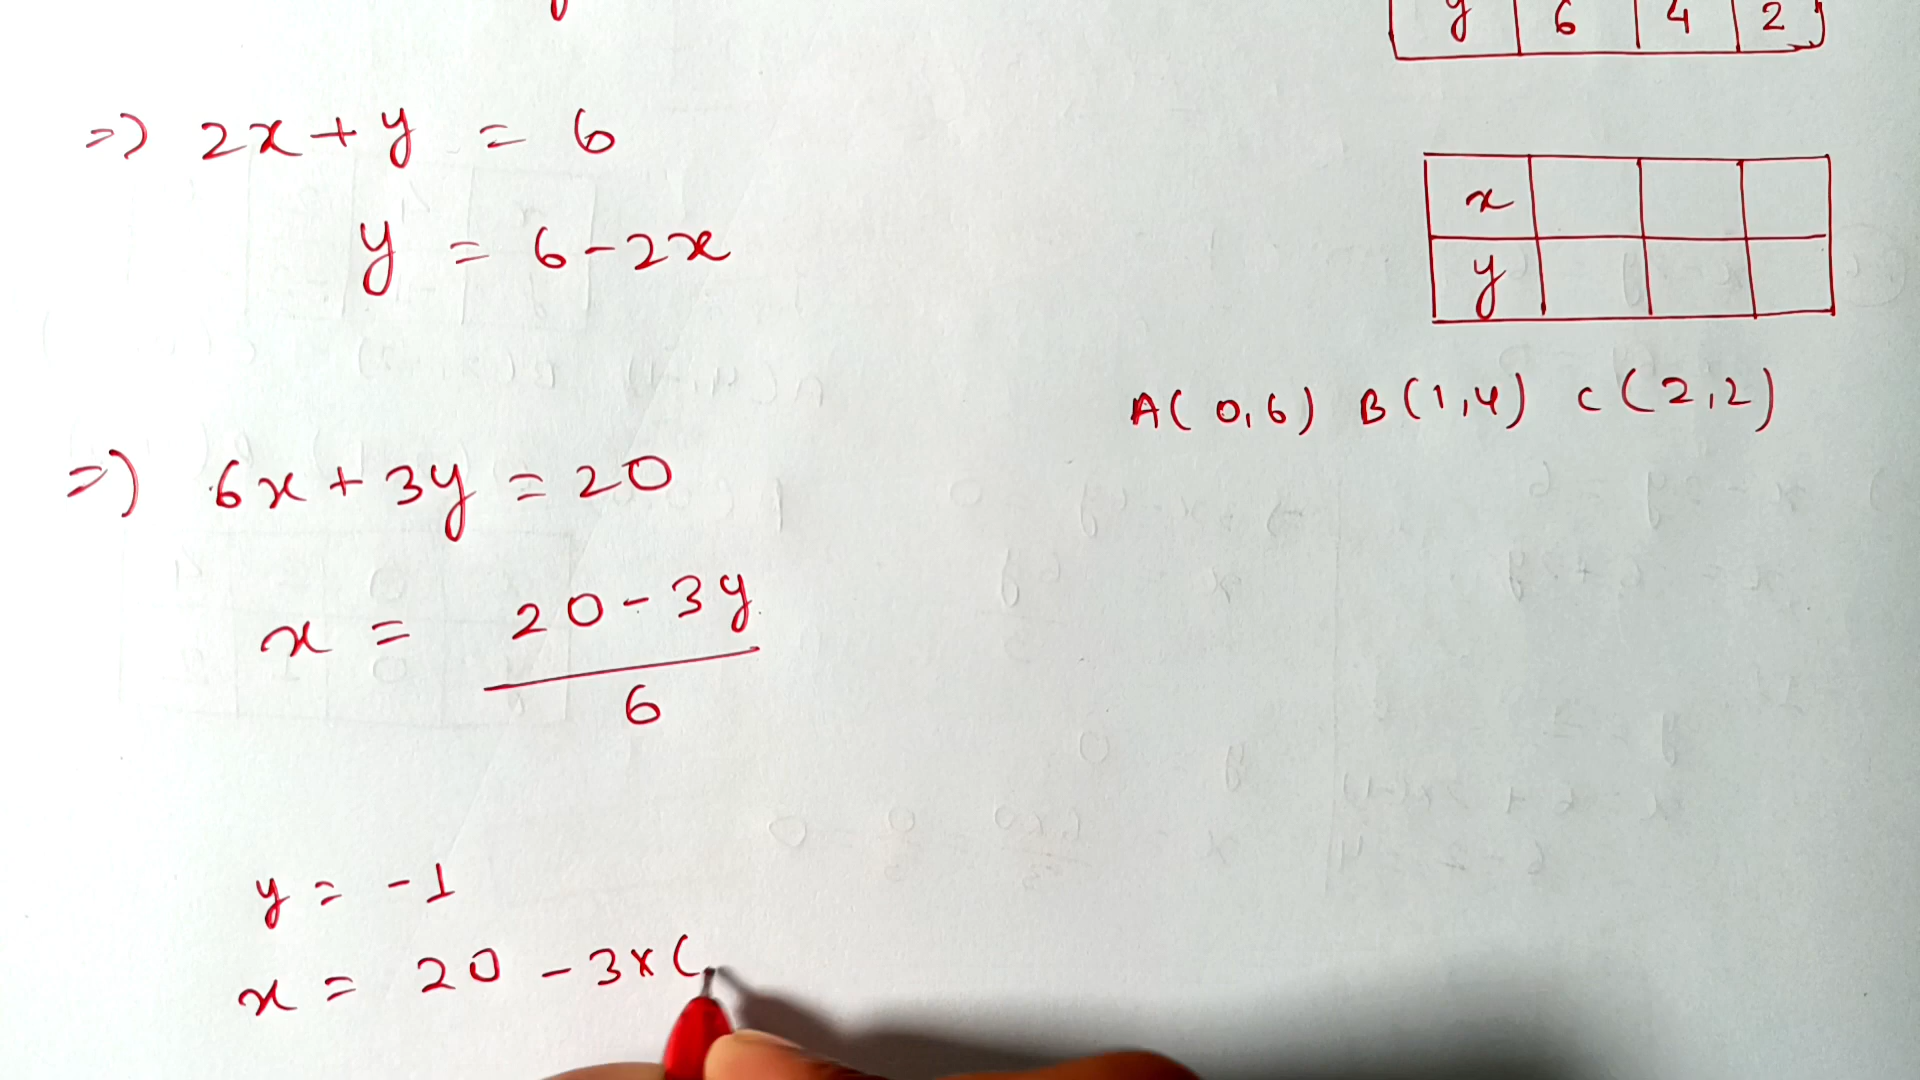 y 6 4 2
=> 2x + y = 6
y = 6 - 2x
x
y
A(0,6) B(1,4) C(2,2)
=> 6x + 3y = 20
x = 20 - 3y
6
y = -1
x = 20 - 3x(